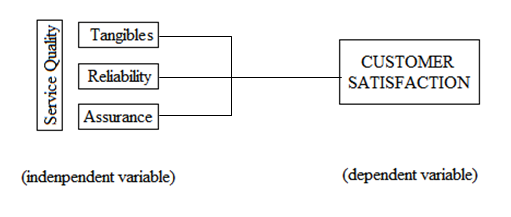 Service Quality
Tangibles
Reliability
Assurance
CUSTOMER
SATISFACTION
(indenpendent variable)
(dependent variable)